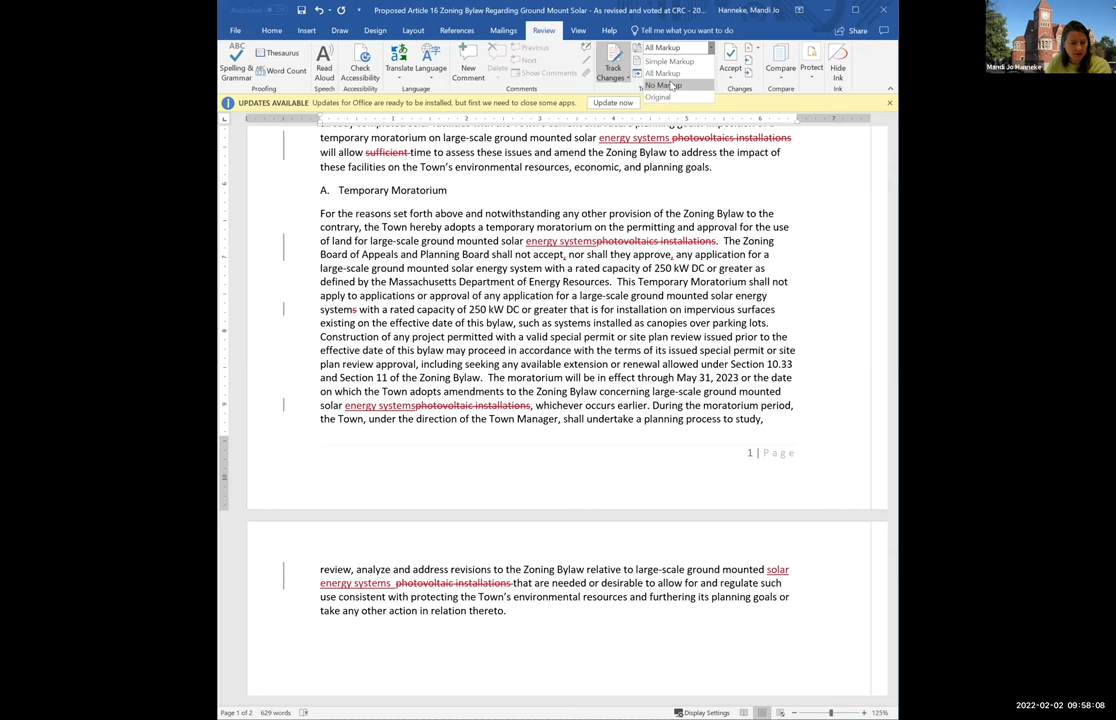 AutoSave
Proposed Article 16 Zoning Bylaw Regarding Ground Mount Solar - As revised and voted at CRC - 20...
Hanneke, Mandi Jo
File Home Insert Draw Design Layout References Mailings Review View Help Tell me what you want to do Share
ABC
Spelling & Grammar
Thesaurus
Word Count
Proofing
Read Aloud
Speech
Check Accessibility
Accessibility
Translate Language
Language
New Comment
Delete
Previous
Next
Show Comments
Comments
Track Changes
All Markup
Simple Markup
All Markup
No Markup
Original
Accept
Changes
Compare
Compare
Protect
Hide Ink
Ink
UPDATES AVAILABLE Updates for Office are ready to be installed, but first we need to close some apps. Update now
temporary moratorium on large-scale ground mounted solar energy systems photovoltaics installations
will allow sufficient time to assess these issues and amend the Zoning Bylaw to address the impact of
these facilities on the Town's environmental resources, economic, and planning goals.
A. Temporary Moratorium
For the reasons set forth above and notwithstanding any other provision of the Zoning Bylaw to the
contrary, the Town hereby adopts a temporary moratorium on the permitting and approval for the use
of land for large-scale ground mounted solar energy systemsphotovoltaics installations. The Zoning
Board of Appeals and Planning Board shall not accept, nor shall they approve, any application for a
large-scale ground mounted solar energy system with a rated capacity of 250 kW DC or greater as
defined by the Massachusetts Department of Energy Resources. This Temporary Moratorium shall not
apply to applications or approval of any application for a large-scale ground mounted solar energy
systems with a rated capacity of 250 kW DC or greater that is for installation on impervious surfaces
existing on the effective date of this bylaw, such as systems installed as canopies over parking lots.
Construction of any project permitted with a valid special permit or site plan review issued prior to the
effective date of this bylaw may proceed in accordance with the terms of its issued special permit or site
plan review approval, including seeking any available extension or renewal allowed under Section 10.33
and Section 11 of the Zoning Bylaw. The moratorium will be in effect through May 31, 2023 or the date
on which the Town adopts amendments to the Zoning Bylaw concerning large-scale ground mounted
solar energy systemsphotovoltaic installations, whichever occurs earlier. During the moratorium period,
the Town, under the direction of the Town Manager, shall undertake a planning process to study,
1 | Page
review, analyze and address revisions to the Zoning Bylaw relative to large-scale ground mounted solar
energy systems photovoltaic installations that are needed or desirable to allow for and regulate such
use consistent with protecting the Town's environmental resources and furthering its planning goals or
take any other action in relation thereto.
Page 1 of 2 629 words
Display Settings
125%
Mandi Jo Hanneke
2022-02-02 09:58:08